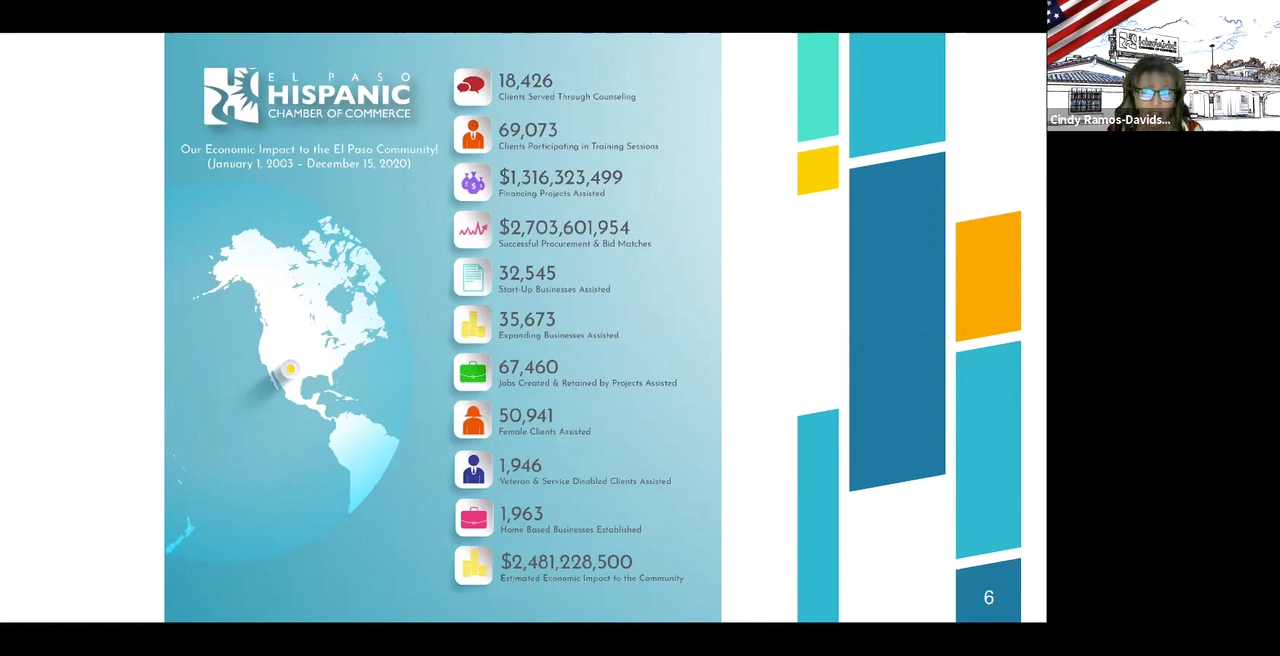 EL PASO
HISPANIC
CHAMBER OF COMMERCE
Our Economic Impact to the El Paso Community!
(January 1, 2003 – December 15, 2020)
18,426
Clients Served Through Counseling
69,073
Clients Participating in Training Sessions
$1,316,323,499
Financing Projects Assisted
$2,703,601,954
Successful Procurement & Bid Matches
32,545
Start-Up Businesses Assisted
35,673
Expanding Businesses Assisted
67,460
Jobs Created & Retained by Projects Assisted
50,941
Female Clients Assisted
1,946
Veteran & Service Disabled Clients Assisted
1,963
Home Based Businesses Established
$2,481,228,500
Estimated Economic Impact to the Community
6
Cindy Ramos-Davids...